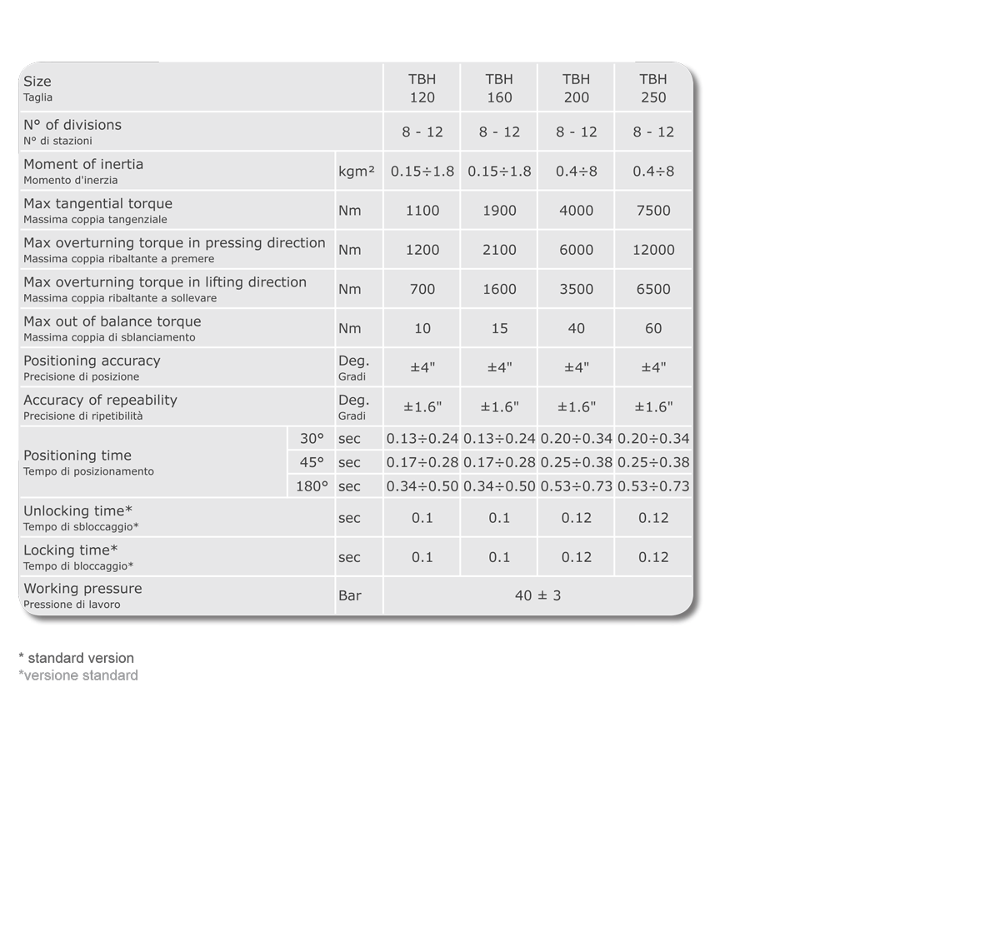 Size TBH TBH TBH TBH
Taglia 120 160 200 250
N° of divisions 8 - 12 8 - 12 8 - 12 8 - 12
N° di stazioni
Moment of inertia kgm² 0.15÷1.8 0.15÷1.8 0.4÷8 0.4÷8
Momento d'inerzia
Max tangential torque Nm 1100 1900 4000 7500
Massima coppia tangenziale
Max overturning torque in pressing direction Nm 1200 2100 6000 12000
Massima coppia ribaltante a premere
Max overturning torque in lifting direction Nm 700 1600 3500 6500
Massima coppia ribaltante a sollevare
Max out of balance torque Nm 10 15 40 60
Massima coppia di sblanciamento
Positioning accuracy Deg. ±4" ±4" ±4" ±4"
Precisione di posizione Gradi
Accuracy of repeability Deg. ±1.6" ±1.6" ±1.6" ±1.6"
Precisione di ripetibilità Gradi
30° sec 0.13÷0.24 0.13÷0.24 0.20÷0.34 0.20÷0.34
Positioning time 45° sec 0.17÷0.28 0.17÷0.28 0.25÷0.38 0.25÷0.38
Tempo di posizionamento
180° sec 0.34÷0.50 0.34÷0.50 0.53÷0.73 0.53÷0.73
Unlocking time* sec 0.1 0.1 0.12 0.12
Tempo di sbloccaggio*
Locking time* sec 0.1 0.1 0.12 0.12
Tempo di bloccaggio*
Working pressure Bar 40 ± 3
Pressione di lavoro
* standard version
*versione standard